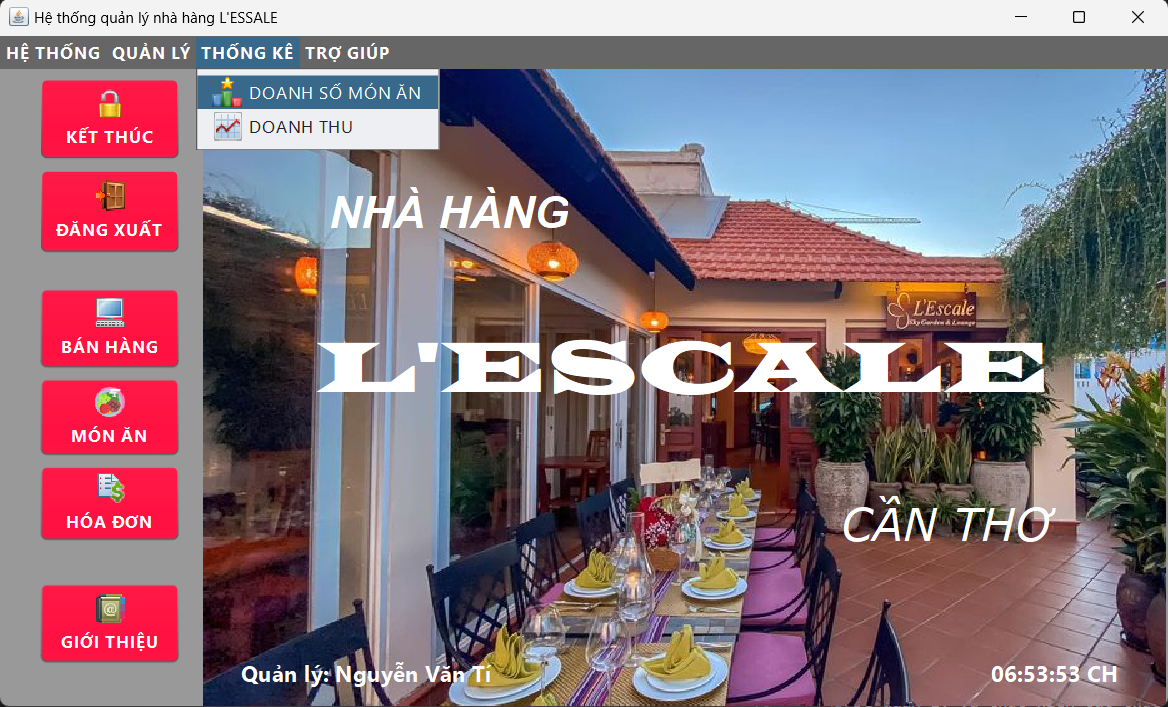 Hệ thống quản lý nhà hàng L'ESSALE
HỆ THỐNG QUẢN LÝ THỐNG KÊ TRỢ GIÚP
DOANH SỐ MÓN ĂN
DOANH THU
KẾT THÚC
ĐĂNG XUẤT
BÁN HÀNG
MÓN ĂN
HÓA ĐƠN
GIỚI THIỆU
NHÀ HÀNG
L'Escale
Sky Garden & Lounge
L'ESCALE
CẦN THƠ
Quản lý: Nguyễn Văn Tí
06:53:53 CH